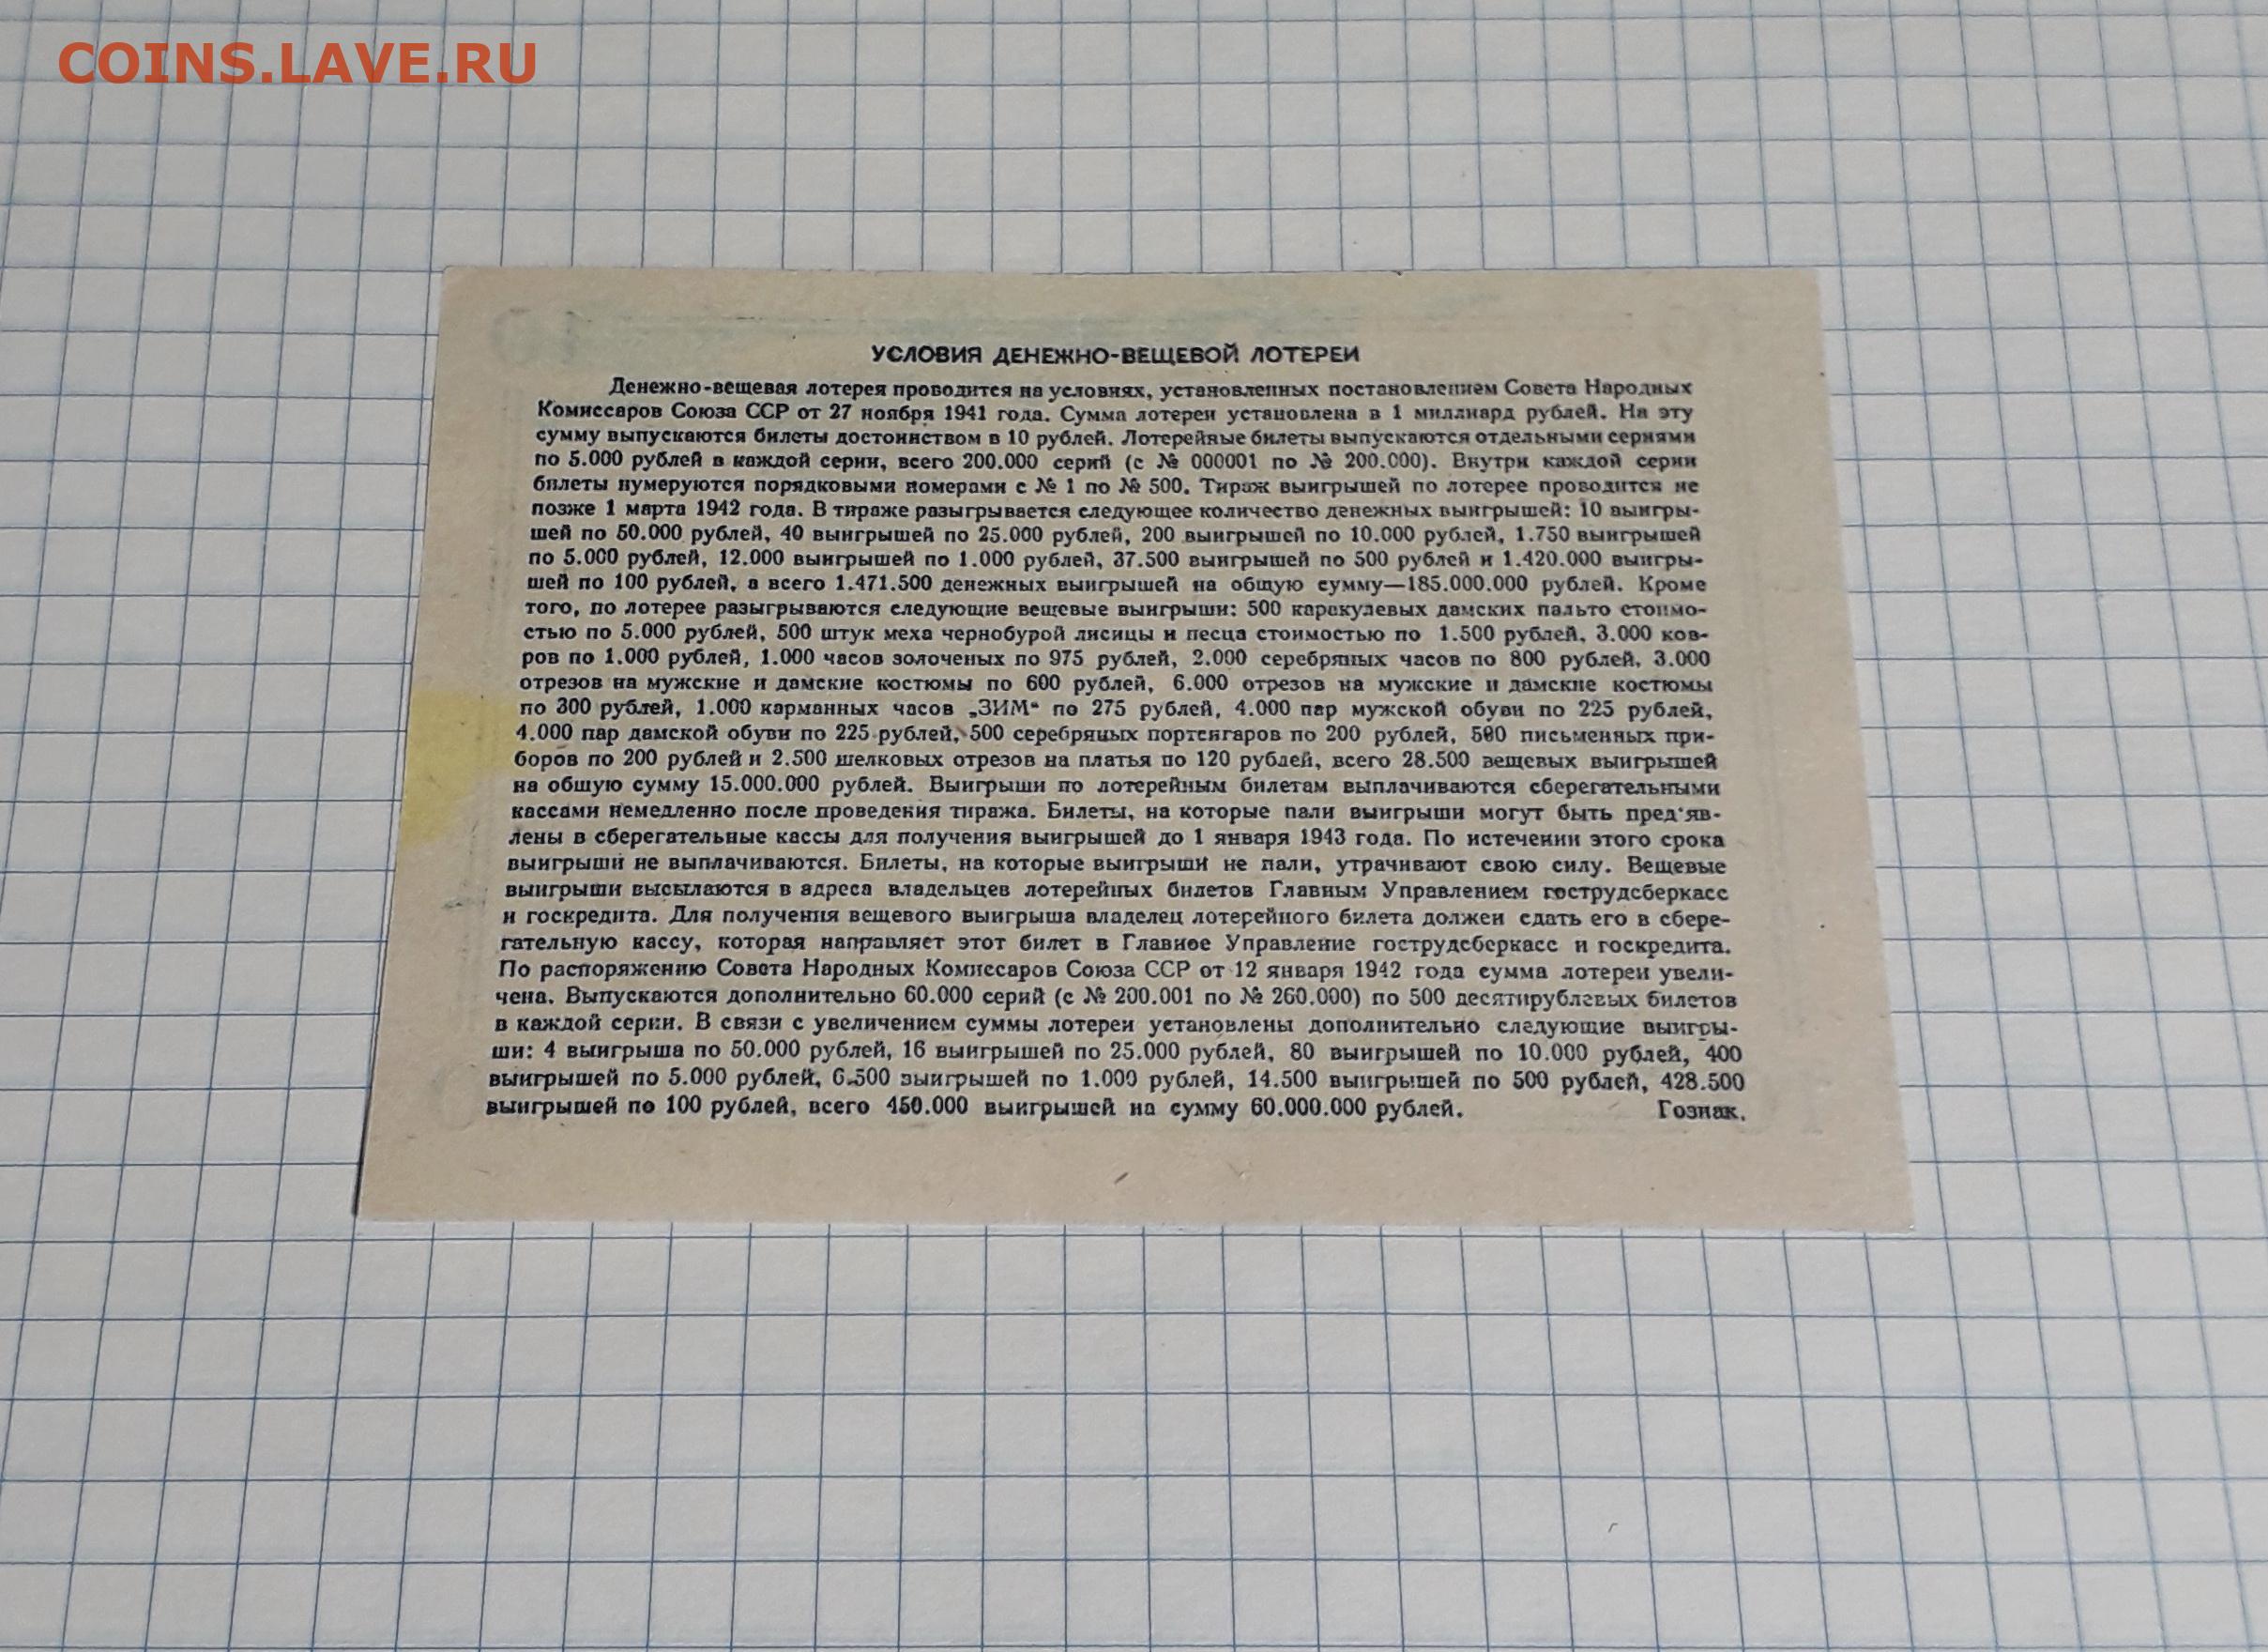 COINS.LAVE.RU
УСЛОВИЯ ДЕНЕЖНО-ВЕЩЕВОЙ ЛОТЕРЕИ
Денежно-вещевая лотерея проводится на условиях, установленных постановлением Совета Народных
Комиссаров Союза ССР от 27 ноября 1941 года. Сумма лотереи установлена в 1 миллиард рублей. На эту
сумму выпускаются билеты достоинством в 10 рублей. Лотерейные билеты выпускаются отдельными сериями
по 5.000 рублей в каждой серии, всего 200.000 серий (с № 000001 по № 200.000). Внутри каждой серии
билеты нумеруются порядковыми номерами с № 1 по № 500. Тираж выигрышей по лотерее проводится не
позже 1 марта 1942 года. В тираже разыгрывается следующее количество денежных выигрышей: 10 выигры-
шей по 50.000 рублей, 40 выигрышей по 25.000 рублей, 200 выигрышей по 10.000 рублей, 1.750 выигрышей
по 5.000 рублей, 12.000 выигрышей по 1.000 рублей, 37.500 выигрышей по 500 рублей и 1.420.000 выигры-
шей по 100 рублей, а всего 1.471.500 денежных выигрышей на общую сумму—185.000.000 рублей. Кроме
того, по лотерее разыгрываются следующие вещевые выигрыши: 500 каракулевых дамских пальто стоимо-
стью по 5.000 рублей, 500 штук меха чернобурой лисицы и песца стоимостью по 1.500 рублей, 3.000 ков-
ров по 1.000 рублей, 1.000 часов золоченых по 975 рублей, 2.000 серебряных часов по 800 рублей, 3.000
отрезов на мужские и дамские костюмы по 600 рублей, 6.000 отрезов на мужские и дамские костюмы
по 300 рублей, 1.000 карманных часов „ЗИМ“ по 275 рублей, 4.000 пар мужской обуви по 225 рублей,
4.000 пар дамской обуви по 225 рублей, 500 серебряных портсигаров по 200 рублей, 500 письменных при-
боров по 200 рублей и 2.500 шелковых отрезов на платья по 120 рублей, всего 28.500 вещевых выигрышей
на общую сумму 15.000.000 рублей. Выигрыши по лотерейным билетам выплачиваются сберегательными
кассами немедленно после проведения тиража. Билеты, на которые пали выигрыши могут быть пред'яв-
лены в сберегательные кассы для получения выигрышей до 1 января 1943 года. По истечении этого срока
выигрыши не выплачиваются. Билеты, на которые выигрыши не пали, утрачивают свою силу. Вещевые
выигрыши высылаются в адреса владельцев лотерейных билетов Главным Управлением гострудсберкасс
и госкредита. Для получения вещевого выигрыша владелец лотерейного билета должен сдать его в сбере-
гательную кассу, которая направляет этот билет в Главное Управление гострудсберкасс и госкредита.
По распоряжению Совета Народных Комиссаров Союза ССР от 12 января 1942 года сумма лотереи увели-
чена. Выпускаются дополнительно 60.000 серий (с № 200.001 по № 260.000) по 500 десятирублевых билетов
в каждой серии. В связи с увеличением суммы лотереи установлены дополнительно следующие выигры-
ши: 4 выигрыша по 50.000 рублей, 16 выигрышей по 25.000 рублей, 80 выигрышей по 10.000 рублей, 400
выигрышей по 5.000 рублей, 6.500 выигрышей по 1.000 рублей, 14.500 выигрышей по 500 рублей, 428.500
выигрышей по 100 рублей, всего 450.000 выигрышей на сумму 60.000.000 рублей. Гознак.